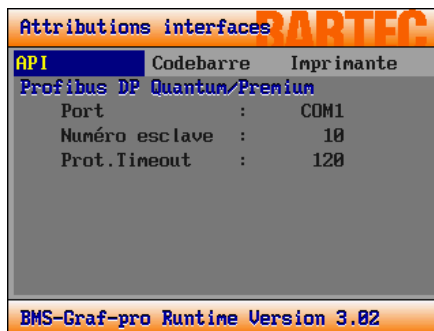 Attributions interfaces BARTEC
API Codebarre Imprimante
Profibus DP Quantum/Premium
Port : COM1
Numéro esclave : 10
Prot.Timeout : 120
BMS-Graf-pro Runtime Version 3.02